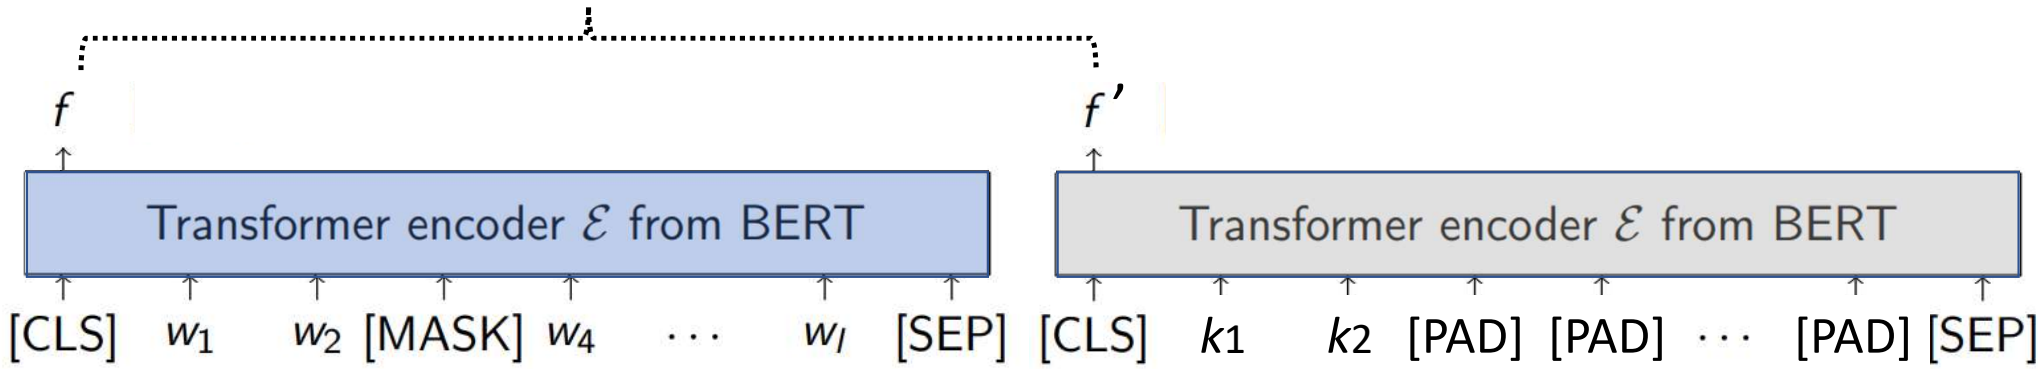 f f’
Transformer encoder ℰ from BERT Transformer encoder ℰ from BERT
[CLS] w₁ w₂ [MASK] w₄ ··· wₗ [SEP] [CLS] k1 k2 [PAD] [PAD] ··· [PAD] [SEP]